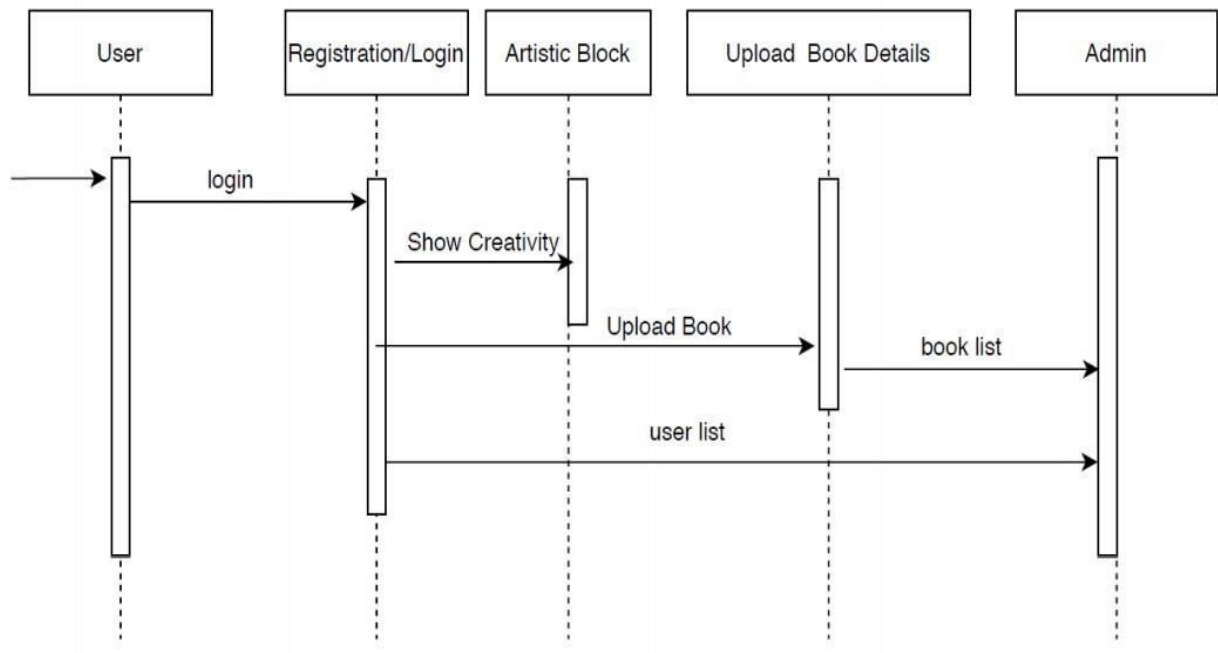 User
Registration/Login
Artistic Block
Upload Book Details
Admin
login
Show Creativity
Upload Book
book list
user list